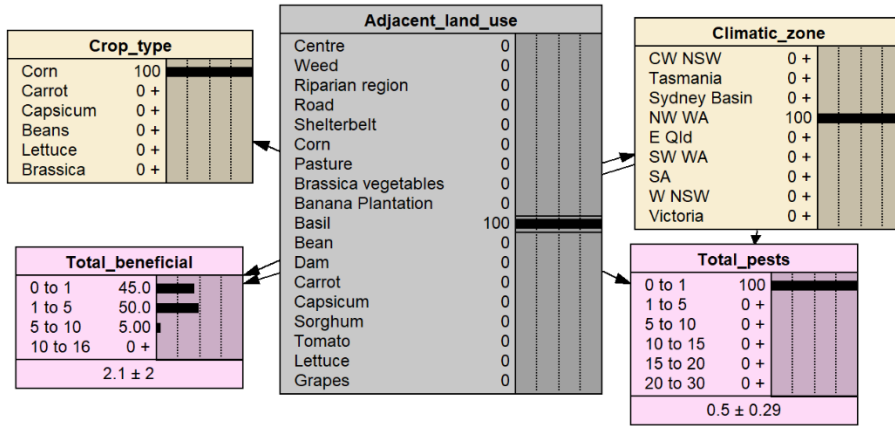 Crop_type
Corn 100
Carrot 0 +
Capsicum 0 +
Beans 0 +
Lettuce 0 +
Brassica 0 +
Adjacent_land_use
Centre 0
Weed 0
Riparian region 0
Road 0
Shelterbelt 0
Corn 0
Pasture 0
Brassica vegetables 0
Banana Plantation 0
Basil 100
Bean 0
Dam 0
Carrot 0
Capsicum 0
Sorghum 0
Tomato 0
Lettuce 0
Grapes 0
Climatic_zone
CW NSW 0 +
Tasmania 0 +
Sydney Basin 0 +
NW WA 100
E Qld 0 +
SW WA 0 +
SA 0 +
W NSW 0 +
Victoria 0 +
Total_beneficial
0 to 1 45.0
1 to 5 50.0
5 to 10 5.00
10 to 16 0 +
2.1 ± 2
Total_pests
0 to 1 100
1 to 5 0 +
5 to 10 0 +
10 to 15 0 +
15 to 20 0 +
20 to 30 0 +
0.5 ± 0.29